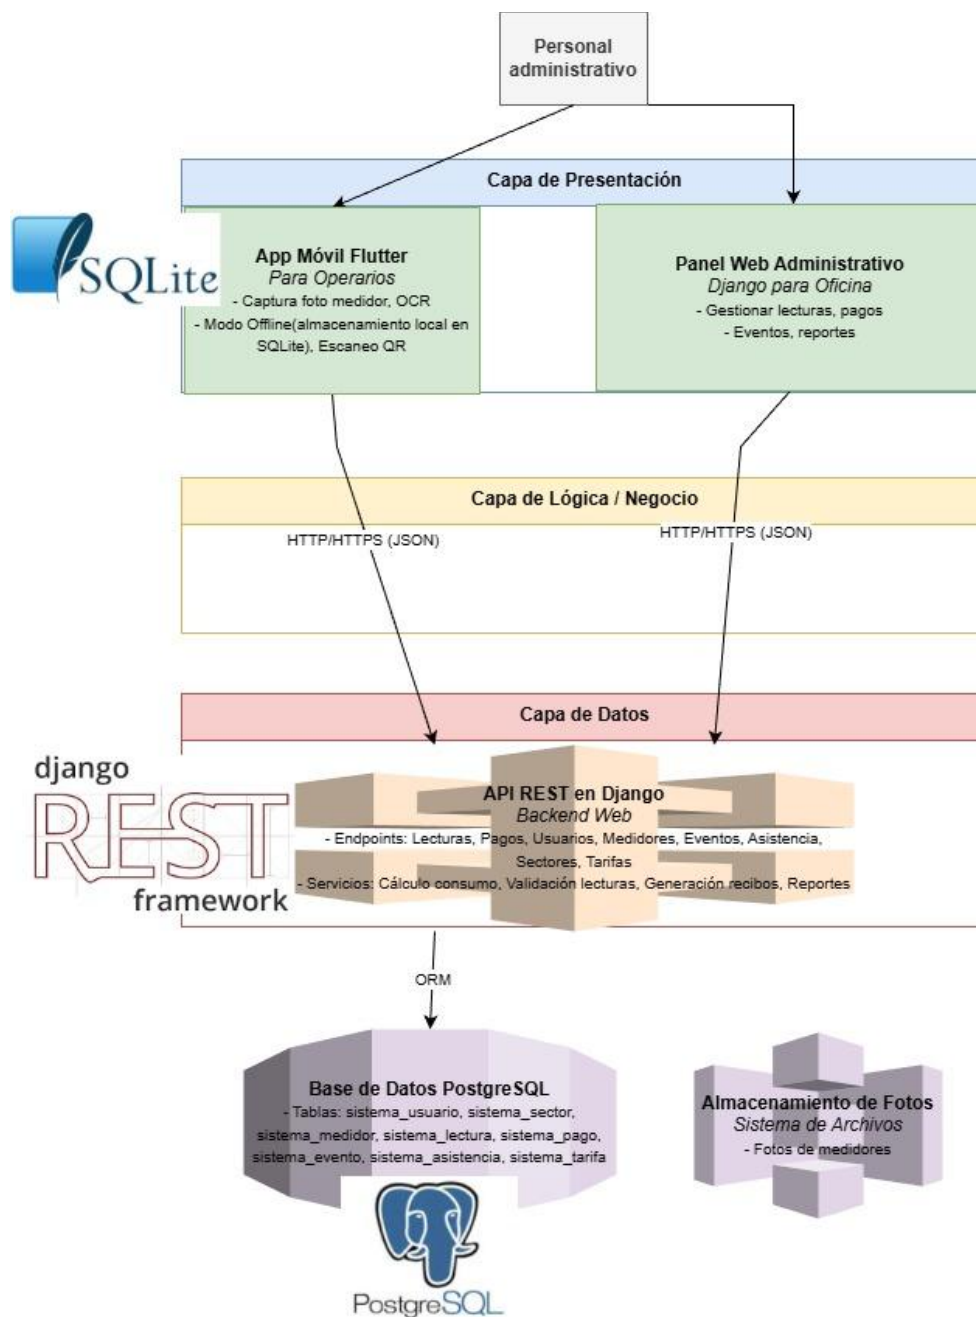 Personal
administrativo
Capa de Presentación
SQLite
App Móvil Flutter
Para Operarios
- Captura foto medidor, OCR
- Modo Offline(almacenamiento local en
SQLite), Escaneo QR
Panel Web Administrativo
Django para Oficina
- Gestionar lecturas, pagos
- Eventos, reportes
Capa de Lógica / Negocio
HTTP/HTTPS (JSON)
HTTP/HTTPS (JSON)
Capa de Datos
django
REST
framework
API REST en Django
Backend Web
- Endpoints: Lecturas, Pagos, Usuarios, Medidores, Eventos, Asistencia,
Sectores, Tarifas
- Servicios: Cálculo consumo, Validación lecturas, Generación recibos, Reportes
ORM
Base de Datos PostgreSQL
- Tablas: sistema_usuario, sistema_sector,
sistema_medidor, sistema_lectura, sistema_pago,
sistema_evento, sistema_asistencia, sistema_tarifa
Almacenamiento de Fotos
Sistema de Archivos
- Fotos de medidores
PostgreSQL